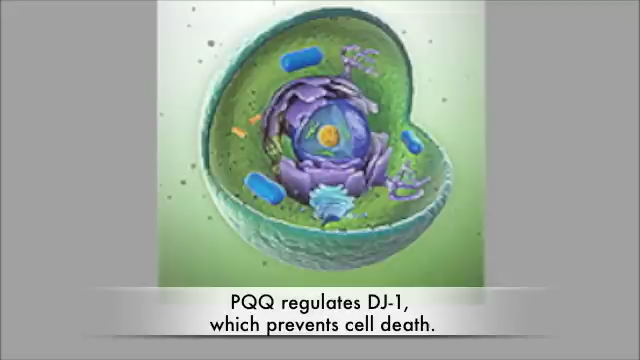 PQQ regulates DJ-1,
which prevents cell death.